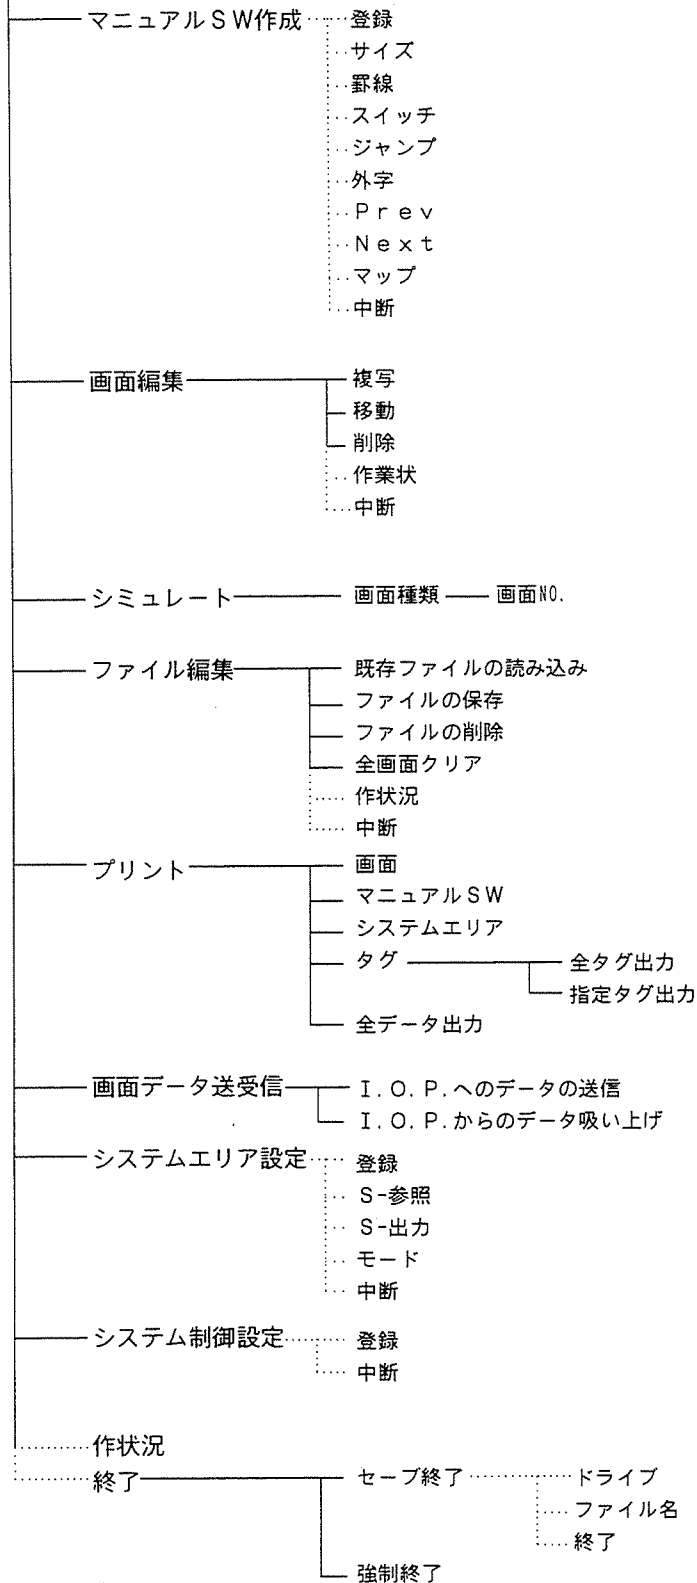 マニュアルSW作成 登録
サイズ
罫線
スイッチ
ジャンプ
外字
Prev
Next
マップ
中断
画面編集 複写
移動
削除
作業状
中断
シミュレート 画面種類 画面NO.
ファイル編集 既存ファイルの読み込み
ファイルの保存
ファイルの削除
全画面クリア
作状況
中断
プリント 画面
マニュアルSW
システムエリア
タグ 全タグ出力
指定タグ出力
全データ出力
画面データ送受信 I.O.P.へのデータの送信
I.O.P.からのデータ吸い上げ
システムエリア設定 登録
S-参照
S-出力
モード
中断
システム制御設定 登録
中断
作状況
終了 セーブ終了 ドライブ
ファイル名
終了
強制終了